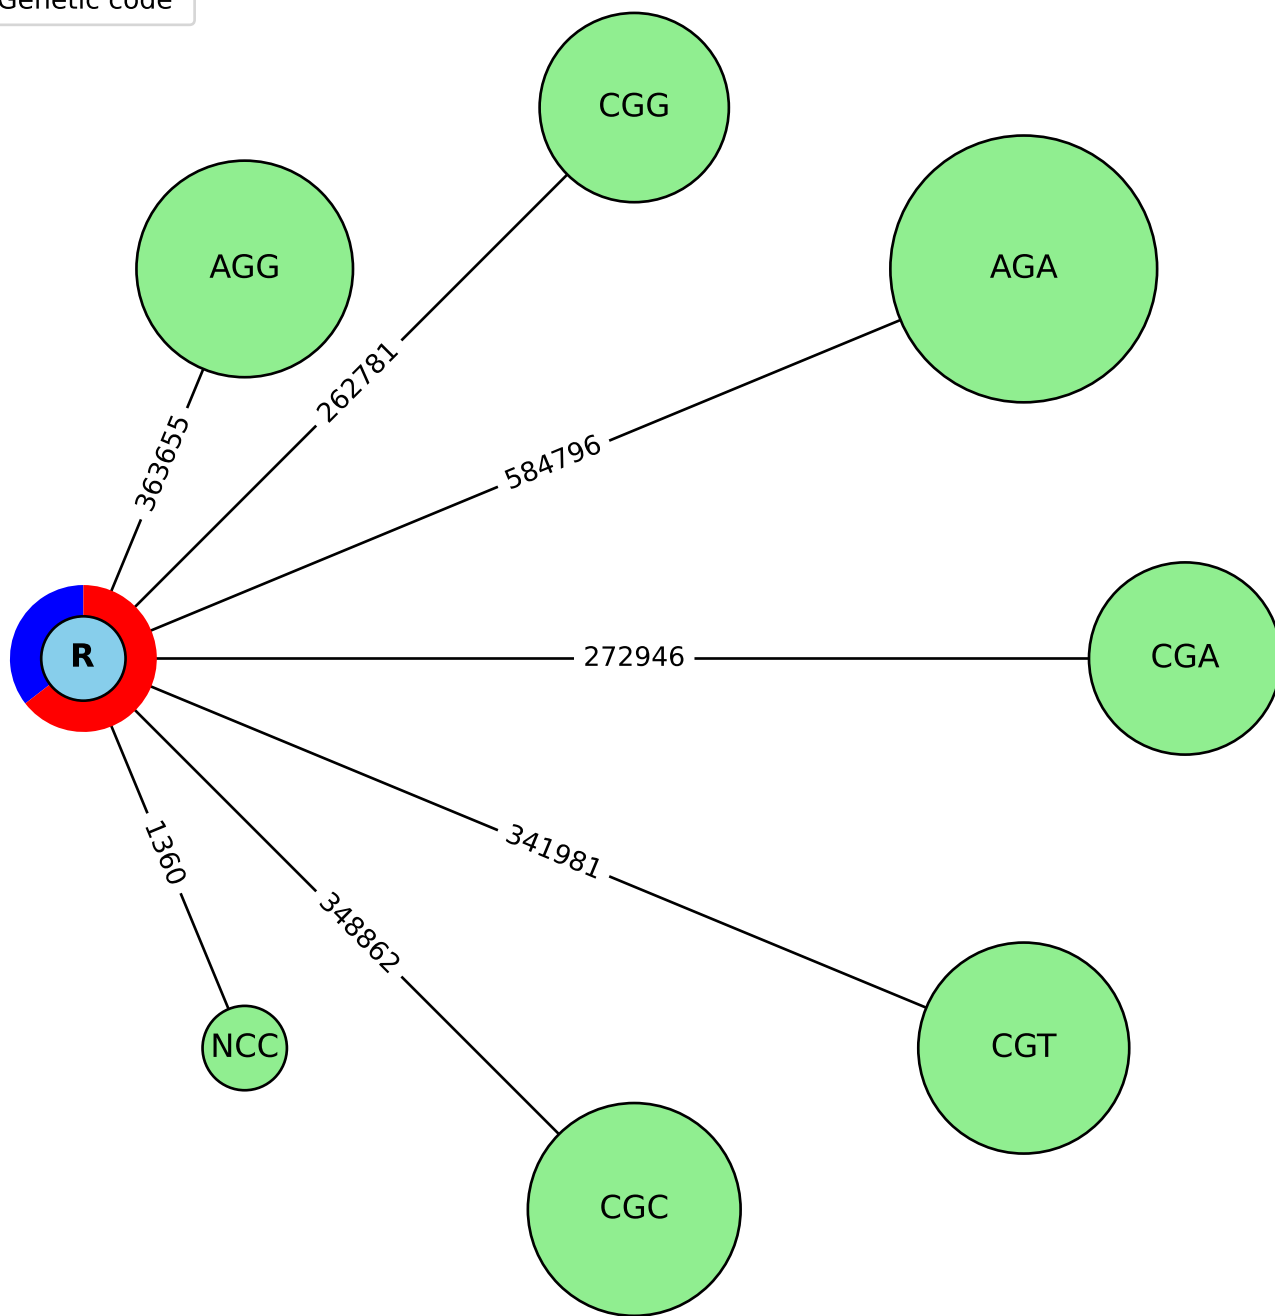 Genetic code
CGG
AGG
AGA
262781
363655
584796
R
272946
CGA
341981
1360
348862
NCC
CGT
CGC